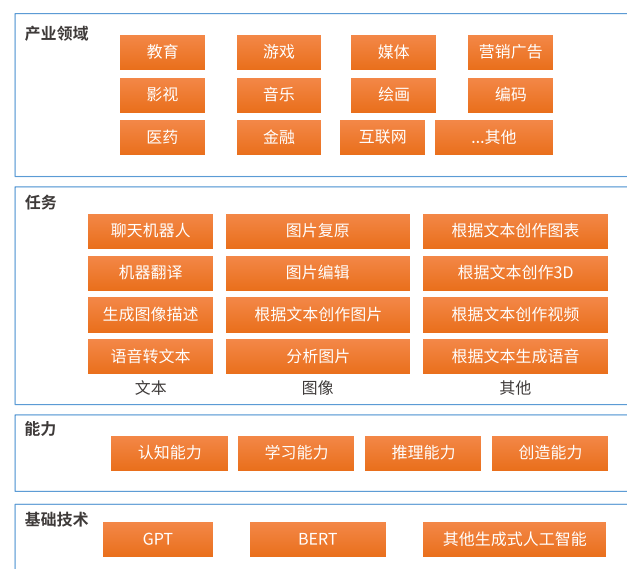 产业领域
教育 游戏 媒体 营销广告
影视 音乐 绘画 编码
医药 金融 互联网 ...其他
任务
聊天机器人 图片复原 根据文本创作图表
机器翻译 图片编辑 根据文本创作3D
生成图像描述 根据文本创作图片 根据文本创作视频
语音转文本 分析图片 根据文本生成语音
文本 图像 其他
能力
认知能力 学习能力 推理能力 创造能力
基础技术
GPT BERT 其他生成式人工智能